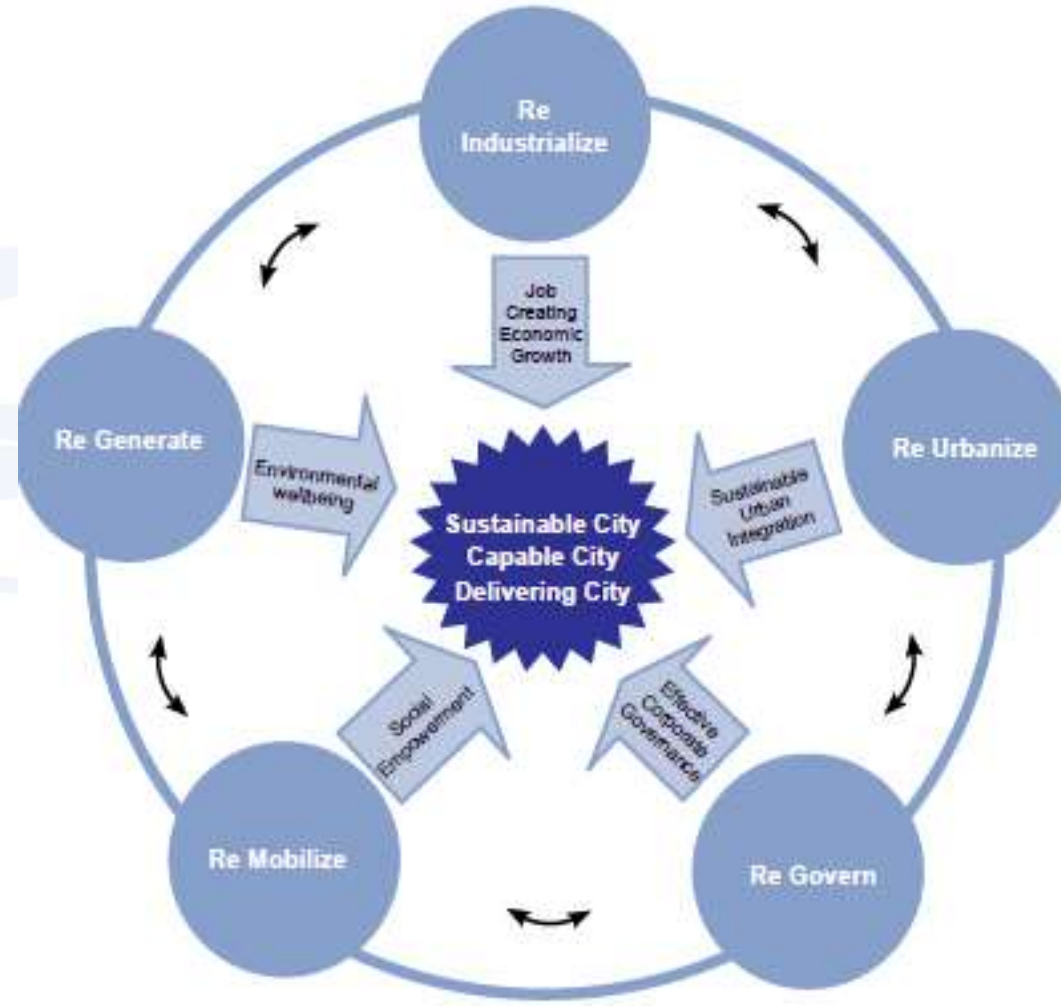 Re
Industrialize
Job
Creating
Economic
Growth
Re Generate
Environmental
wellbeing
Re Urbanize
Sustainable
Urban
Integration
Sustainable City
Capable City
Delivering City
Social
Empowerment
Effective
Corporate
Governance
Re Mobilize
Re Govern